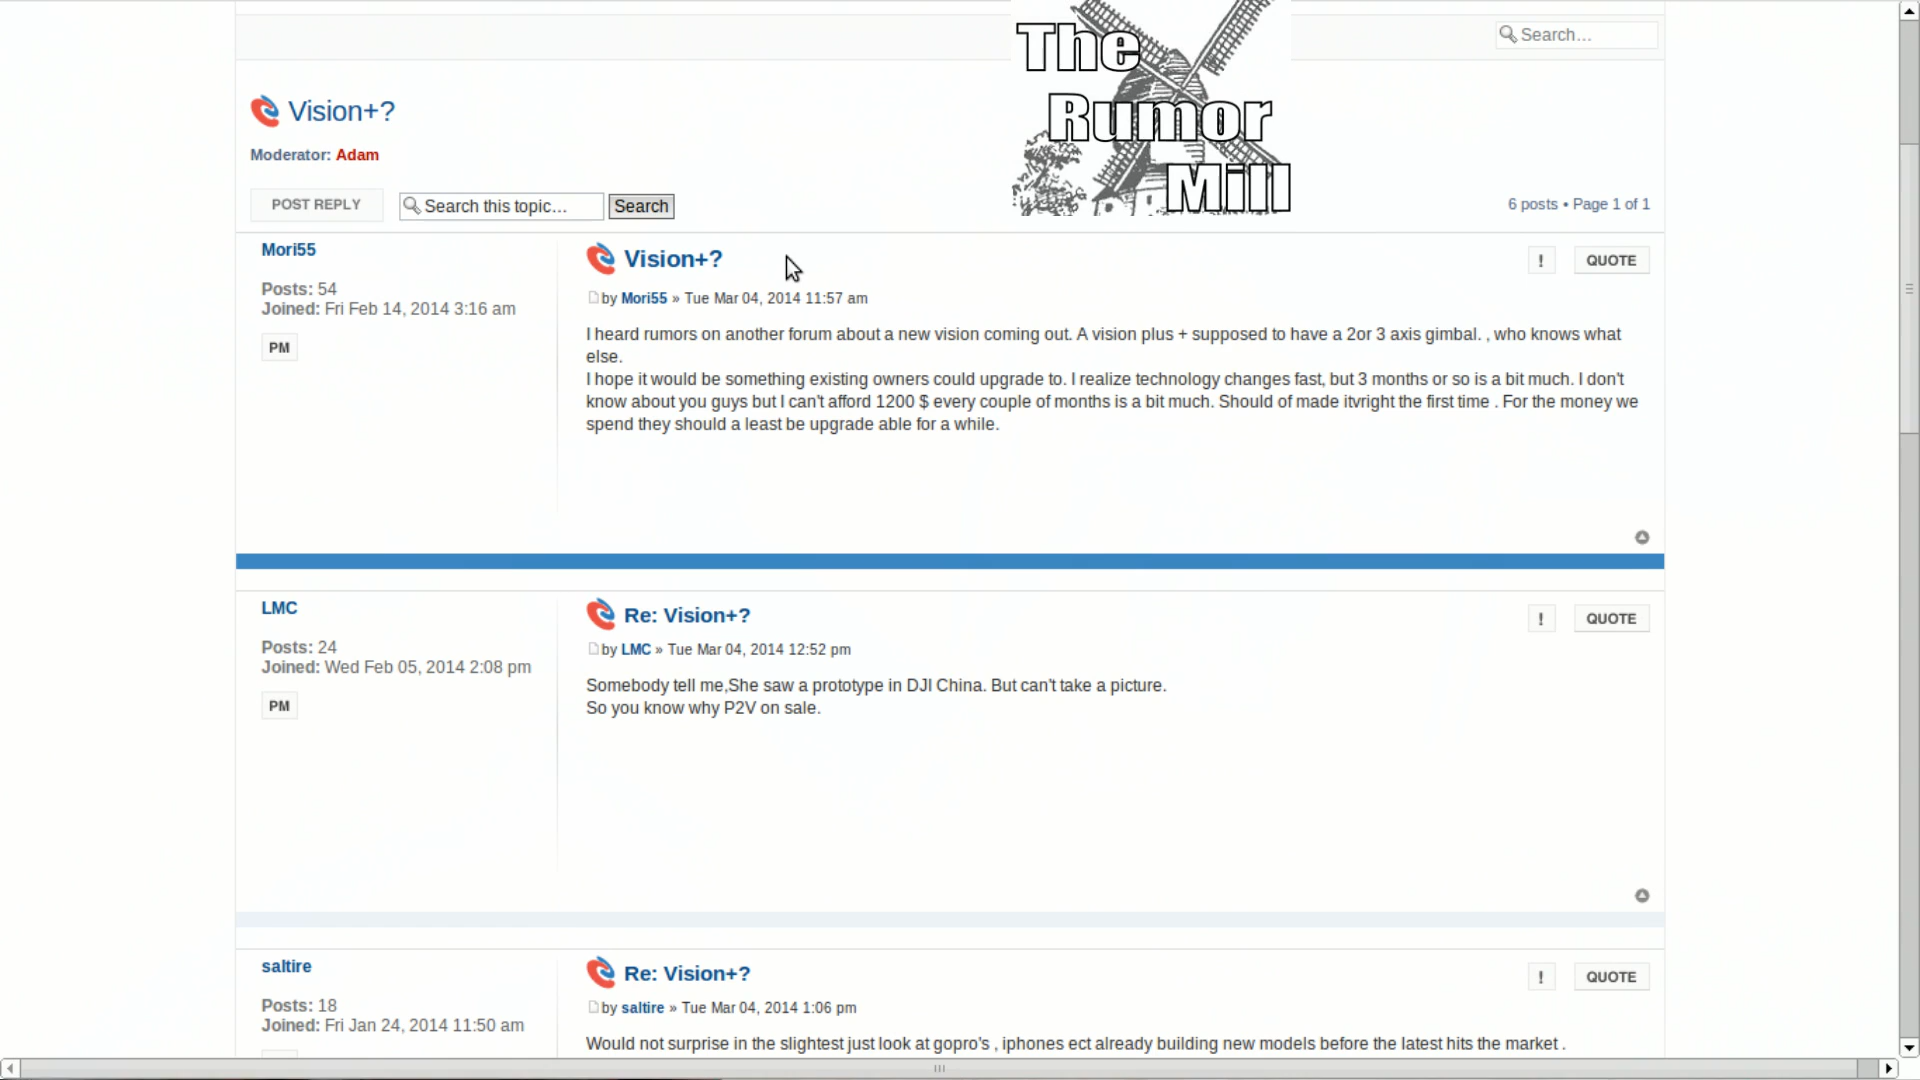 The
Rumor
Mill
Search…
Vision+?
Moderator: Adam
POST REPLY
Search this topic…
Search
6 posts • Page 1 of 1
Mori55
Posts: 54
Joined: Fri Feb 14, 2014 3:16 am
PM
Vision+?
!
QUOTE
by Mori55 » Tue Mar 04, 2014 11:57 am
I heard rumors on another forum about a new vision coming out. A vision plus + supposed to have a 2or 3 axis gimbal. , who knows what
else.
I hope it would be something existing owners could upgrade to. I realize technology changes fast, but 3 months or so is a bit much. I don't
know about you guys but I can't afford 1200 $ every couple of months is a bit much. Should of made itvright the first time . For the money we
spend they should a least be upgrade able for a while.
LMC
Posts: 24
Joined: Wed Feb 05, 2014 2:08 pm
PM
Re: Vision+?
!
QUOTE
by LMC » Tue Mar 04, 2014 12:52 pm
Somebody tell me,She saw a prototype in DJI China. But can't take a picture.
So you know why P2V on sale.
saltire
Posts: 18
Joined: Fri Jan 24, 2014 11:50 am
Re: Vision+?
!
QUOTE
by saltire » Tue Mar 04, 2014 1:06 pm
Would not surprise in the slightest just look at gopro's , iphones ect already building new models before the latest hits the market .